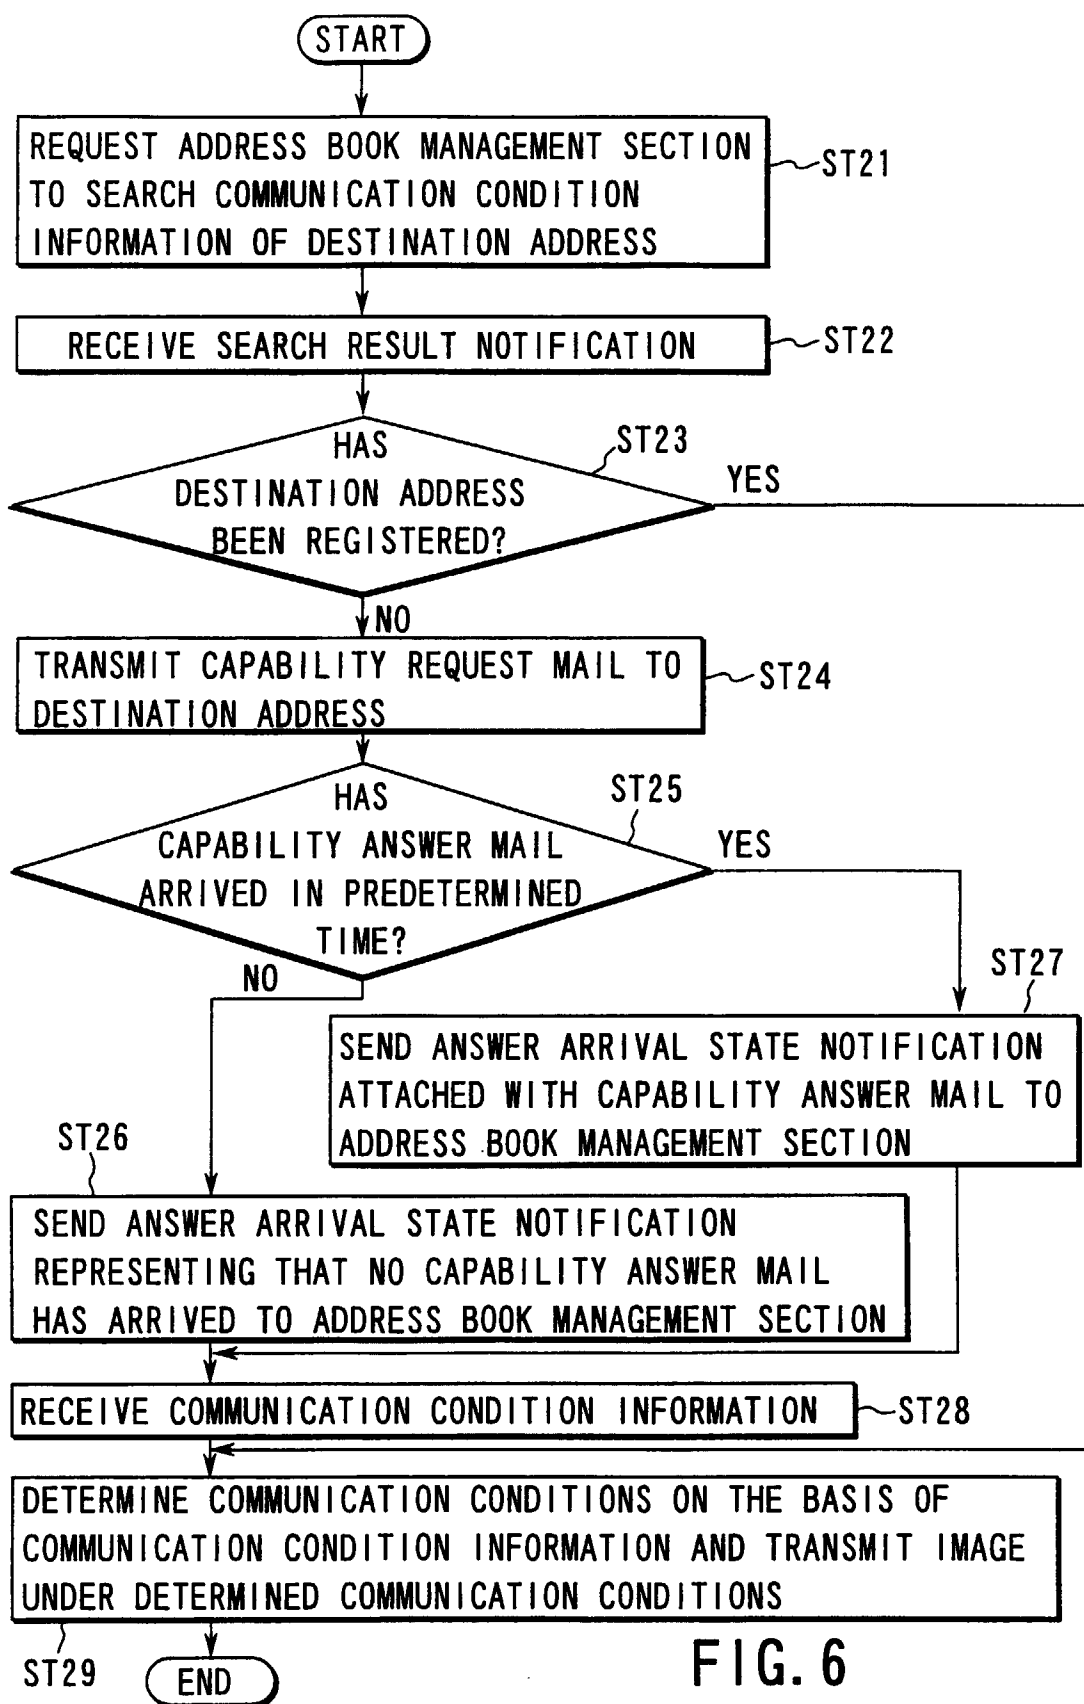 START
REQUEST ADDRESS BOOK MANAGEMENT SECTION
TO SEARCH COMMUNICATION CONDITION
INFORMATION OF DESTINATION ADDRESS
ST21
RECEIVE SEARCH RESULT NOTIFICATION
ST22
HAS
DESTINATION ADDRESS
BEEN REGISTERED?
ST23
YES
NO
TRANSMIT CAPABILITY REQUEST MAIL TO
DESTINATION ADDRESS
ST24
HAS
CAPABILITY ANSWER MAIL
ARRIVED IN PREDETERMINED
TIME?
ST25
YES
NO
ST27
SEND ANSWER ARRIVAL STATE NOTIFICATION
ATTACHED WITH CAPABILITY ANSWER MAIL TO
ADDRESS BOOK MANAGEMENT SECTION
ST26
SEND ANSWER ARRIVAL STATE NOTIFICATION
REPRESENTING THAT NO CAPABILITY ANSWER MAIL
HAS ARRIVED TO ADDRESS BOOK MANAGEMENT SECTION
RECEIVE COMMUNICATION CONDITION INFORMATION
ST28
DETERMINE COMMUNICATION CONDITIONS ON THE BASIS OF
COMMUNICATION CONDITION INFORMATION AND TRANSMIT IMAGE
UNDER DETERMINED COMMUNICATION CONDITIONS
ST29
END
FIG. 6